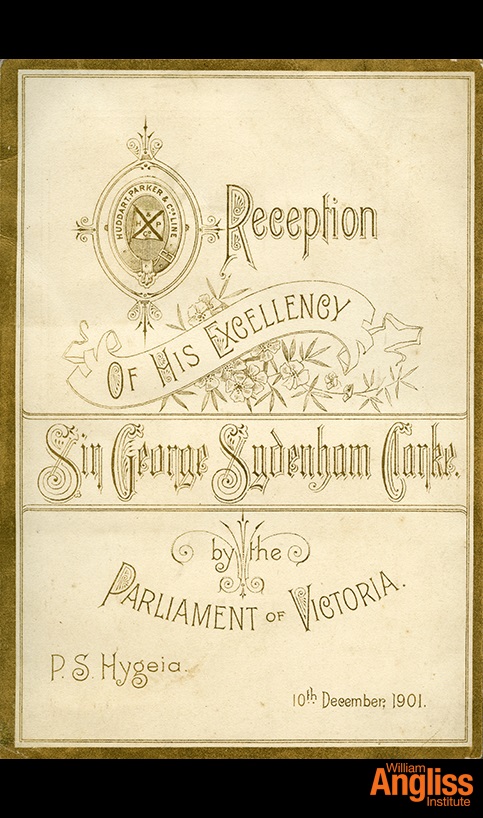 HUDDART, PARKER & Co's LINE
Reception
OF HIS EXCELLENCY
Sir George Sydenham Clarke.
by the
PARLIAMENT OF VICTORIA.
P.S. Hygeia.
10th December, 1901.
William
Angliss
Institute